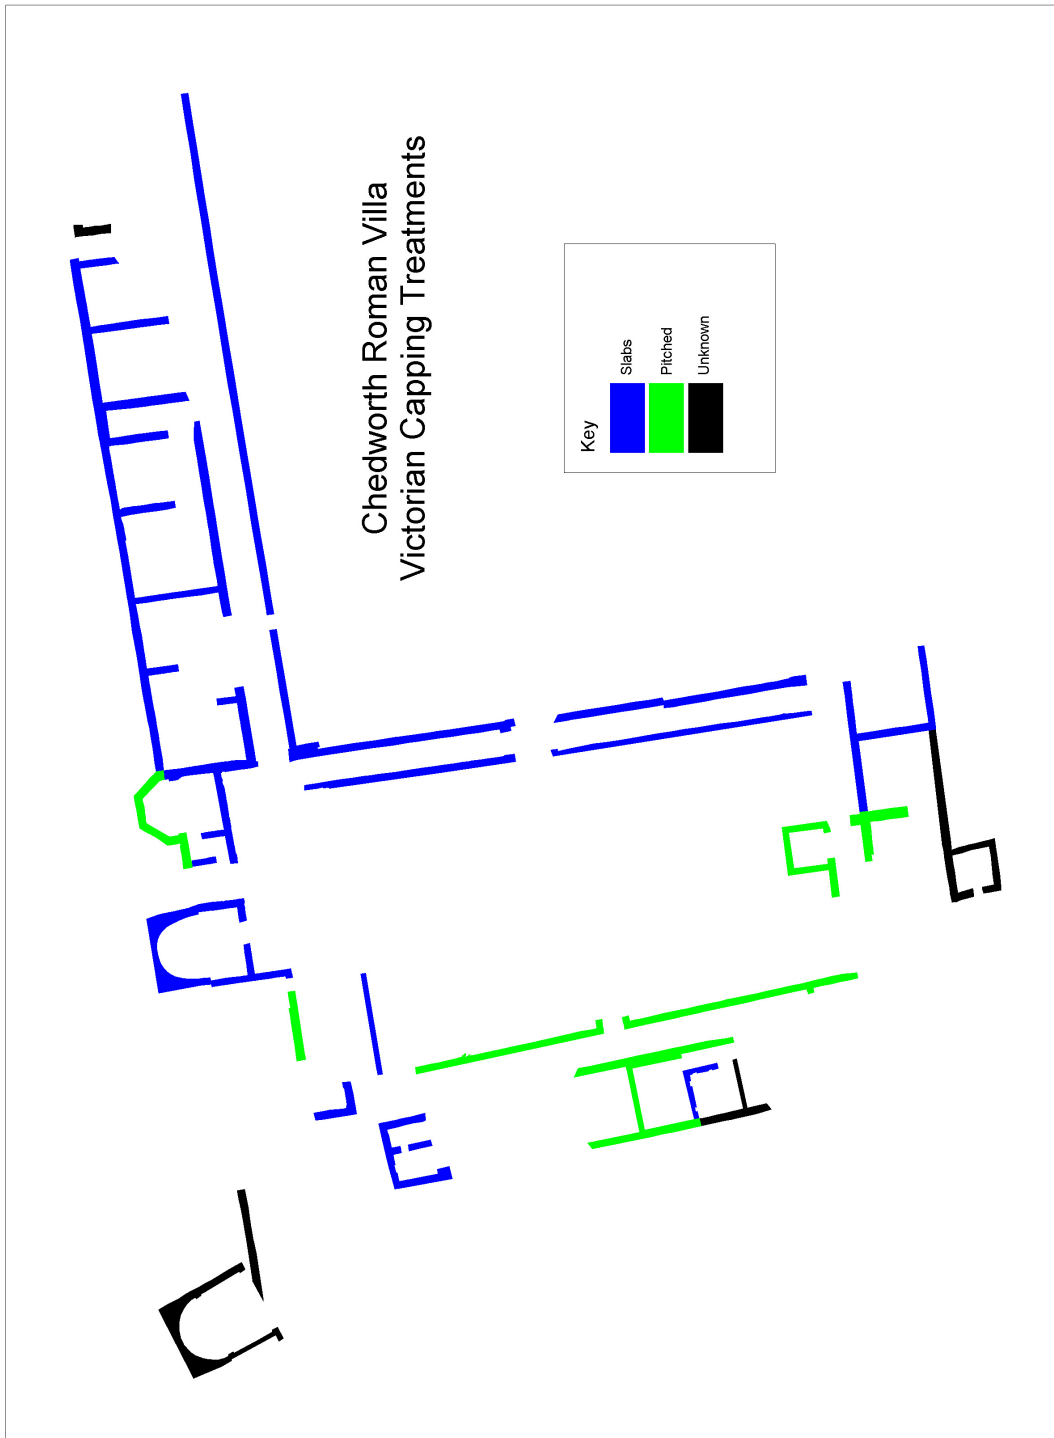 Chedworth Roman Villa
Victorian Capping Treatments
Key
Slabs
Pitched
Unknown